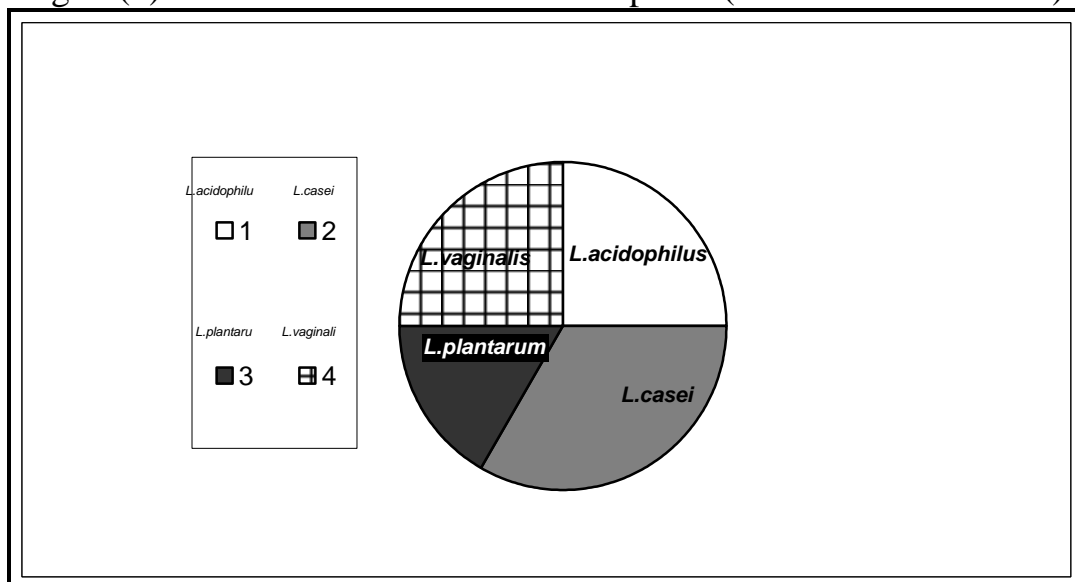 L.acidophilu L.casei
1 2
L.plantaru L.vaginali
3 4
L.vaginalis
L.acidophilus
L.plantarum
L.casei